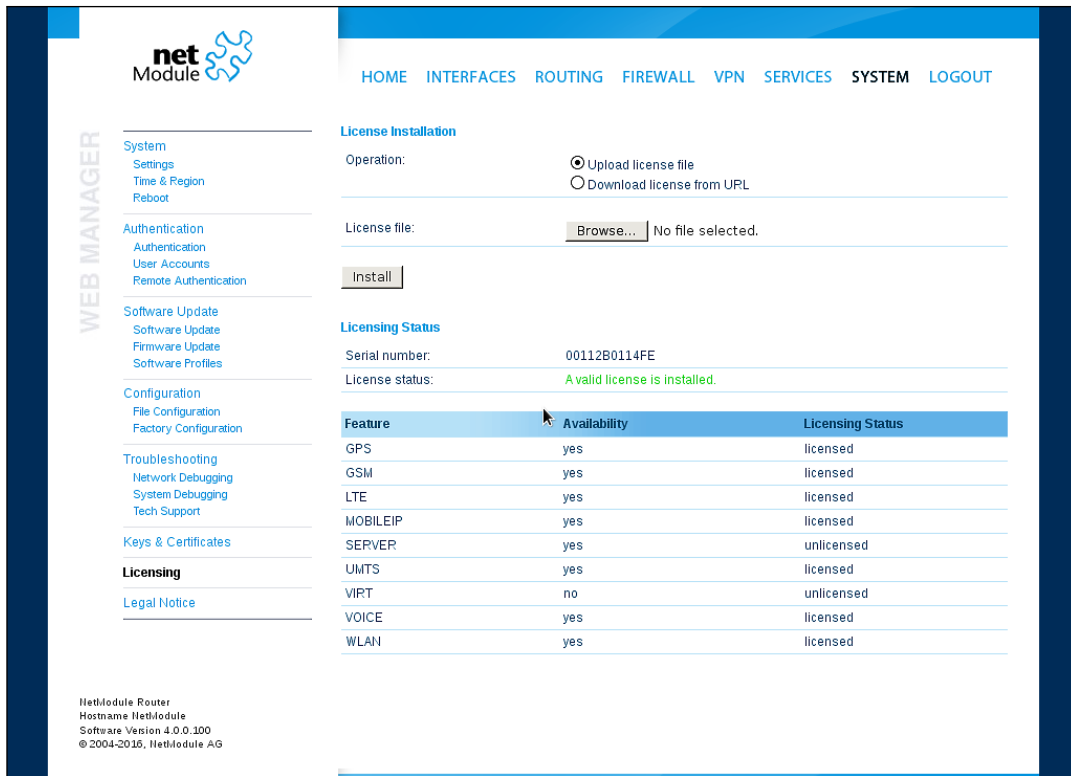 net
Module
HOME INTERFACES ROUTING FIREWALL VPN SERVICES SYSTEM LOGOUT
WEB MANAGER
System
Settings
Time & Region
Reboot
Authentication
Authentication
User Accounts
Remote Authentication
Software Update
Software Update
Firmware Update
Software Profiles
Configuration
File Configuration
Factory Configuration
Troubleshooting
Network Debugging
System Debugging
Tech Support
Keys & Certificates
Licensing
Legal Notice
License Installation
Operation: Upload license file
Download license from URL
License file: Browse... No file selected.
Install
Licensing Status
Serial number: 00112B0114FE
License status: A valid license is installed.
Feature Availability Licensing Status
GPS yes licensed
GSM yes licensed
LTE yes licensed
MOBILEIP yes licensed
SERVER yes unlicensed
UMTS yes licensed
VIRT no unlicensed
VOICE yes licensed
WLAN yes licensed
NetModule Router
Hostname NetModule
Software Version 4.0.0.100
© 2004-2016, NetModule AG